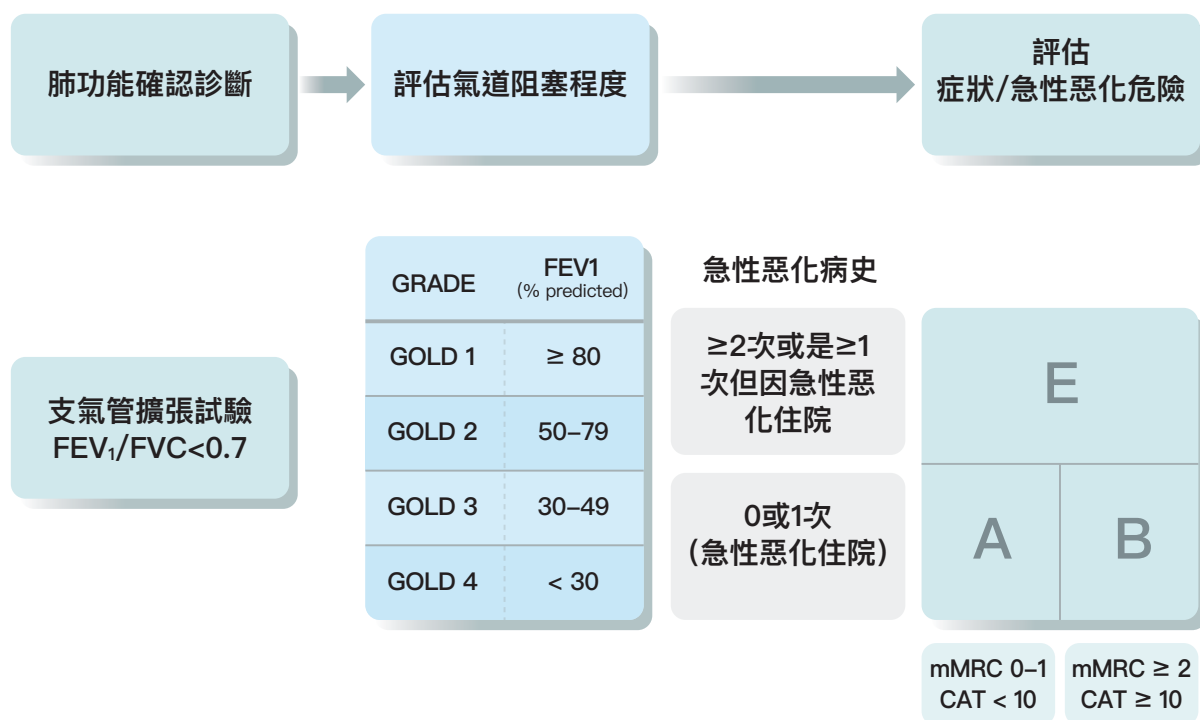 肺功能確認診斷
評估氣道阻塞程度
評估
症狀/急性惡化危險
支氣管擴張試驗
FEV₁/FVC<0.7
GRADE
FEV1
(% predicted)
GOLD 1
≥ 80
GOLD 2
50–79
GOLD 3
30–49
GOLD 4
< 30
急性惡化病史
≥2次或是≥1
次但因急性惡
化住院
0或1次
(急性惡化住院)
E
A
B
mMRC 0–1
CAT < 10
mMRC ≥ 2
CAT ≥ 10